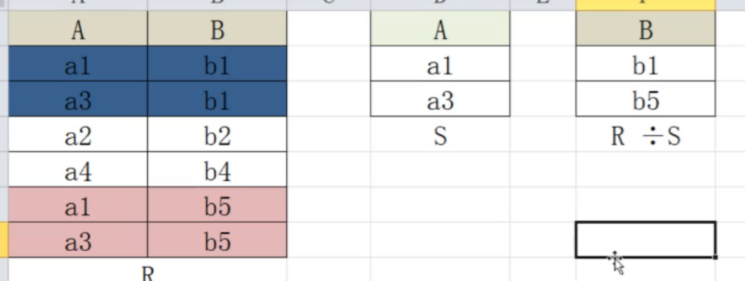 A B A B
a1 b1 a1 b1
a3 b1 a3 b5
a2 b2 S R ÷S
a4 b4
a1 b5
a3 b5
R